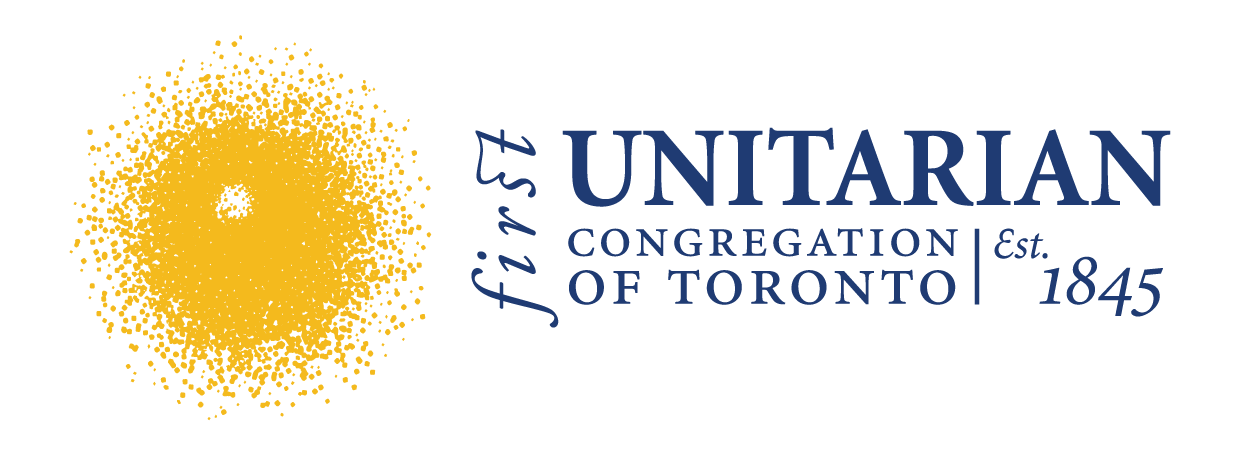 first
UNITARIAN
CONGREGATION
OF TORONTO
Est.
1845